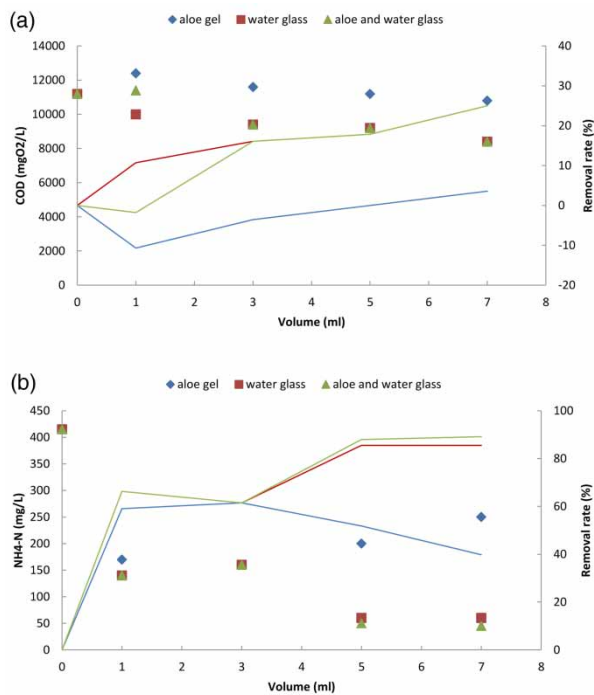 (a)
aloe gel water glass aloe and water glass
14000 40
12000 30
10000 20
8000 10
6000 0
4000 -10
2000 -20
0
COD (mgO2/L)
Removal rate (%)
0 1 2 3 4 5 6 7 8
Volume (ml)
(b)
aloe gel water glass aloe and water glass
450 100
400
350 80
300
250 60
200 40
150
100 20
50
0 0
NH4-N (mg/L)
Removal rate (%)
0 1 2 3 4 5 6 7 8
Volume (ml)